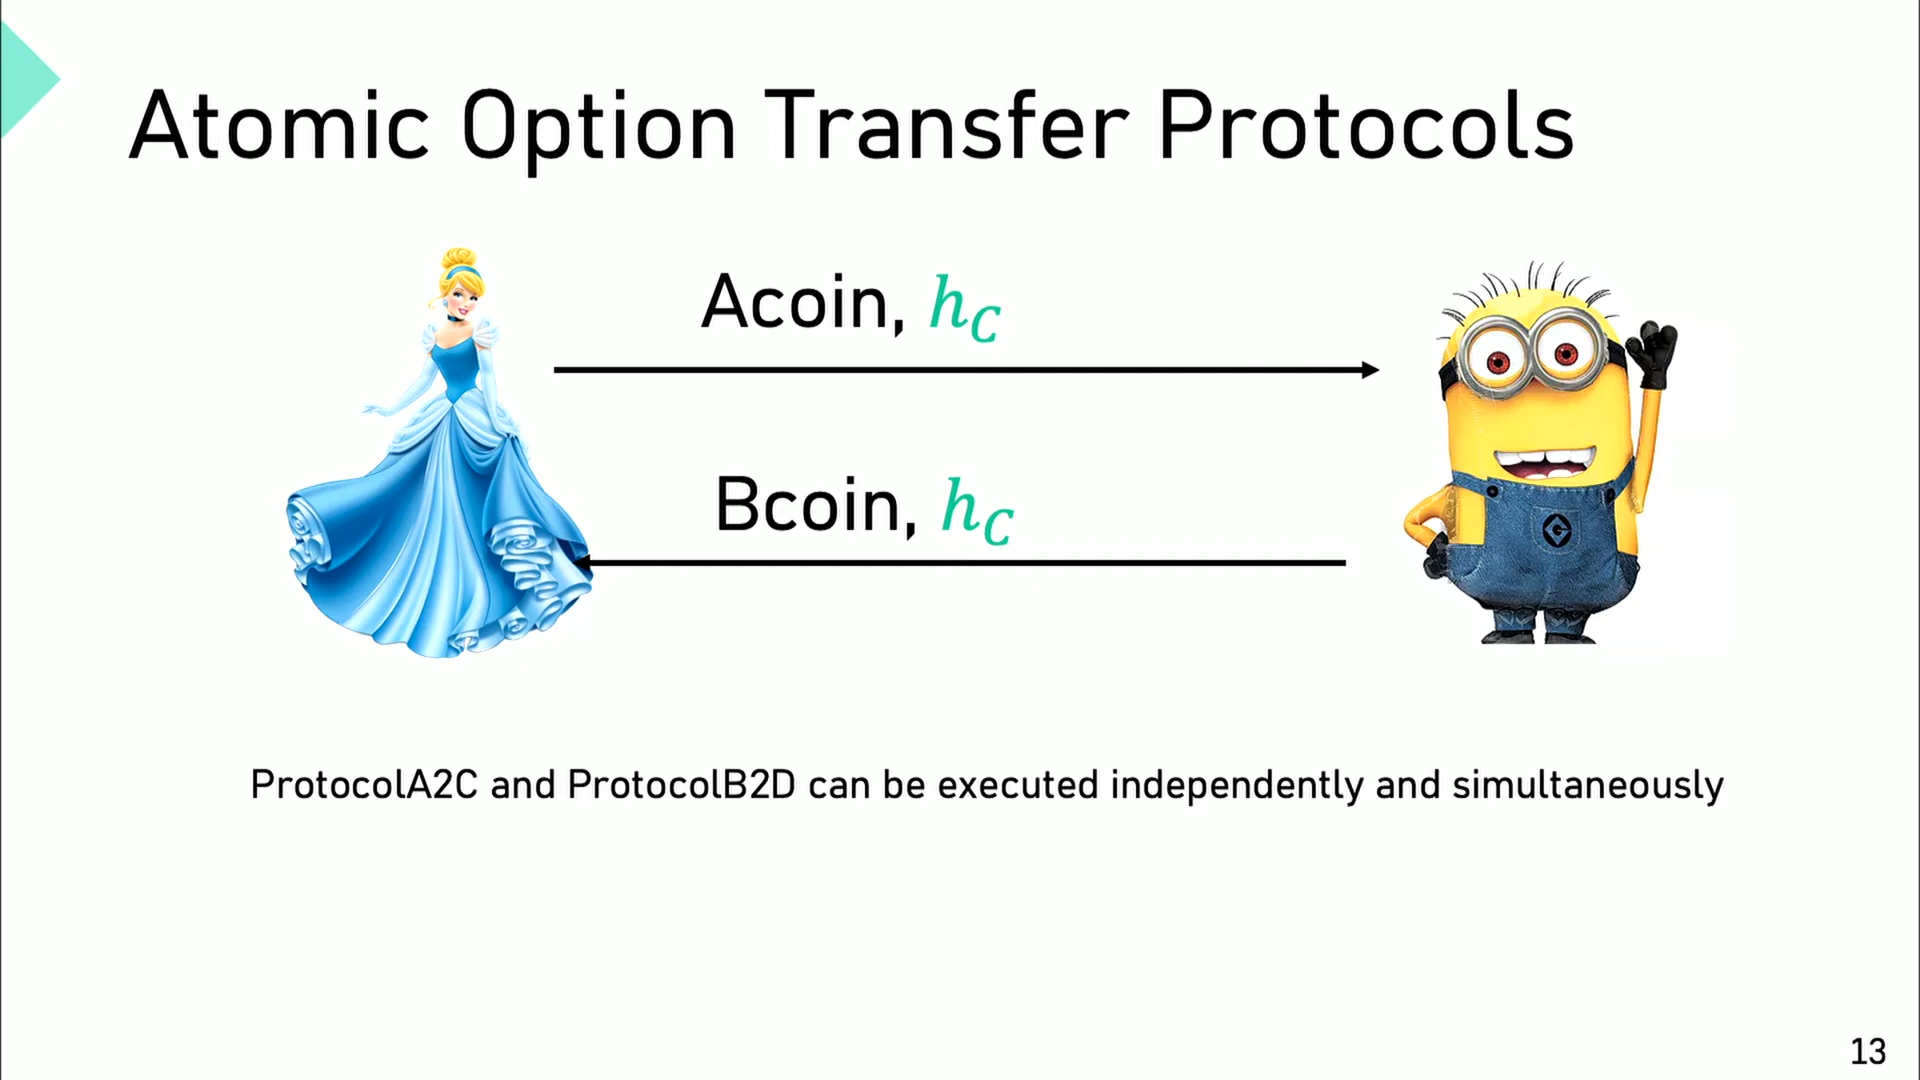 Atomic Option Transfer Protocols
Acoin, h_C
Bcoin, h_C
ProtocolA2C and ProtocolB2D can be executed independently and simultaneously
13